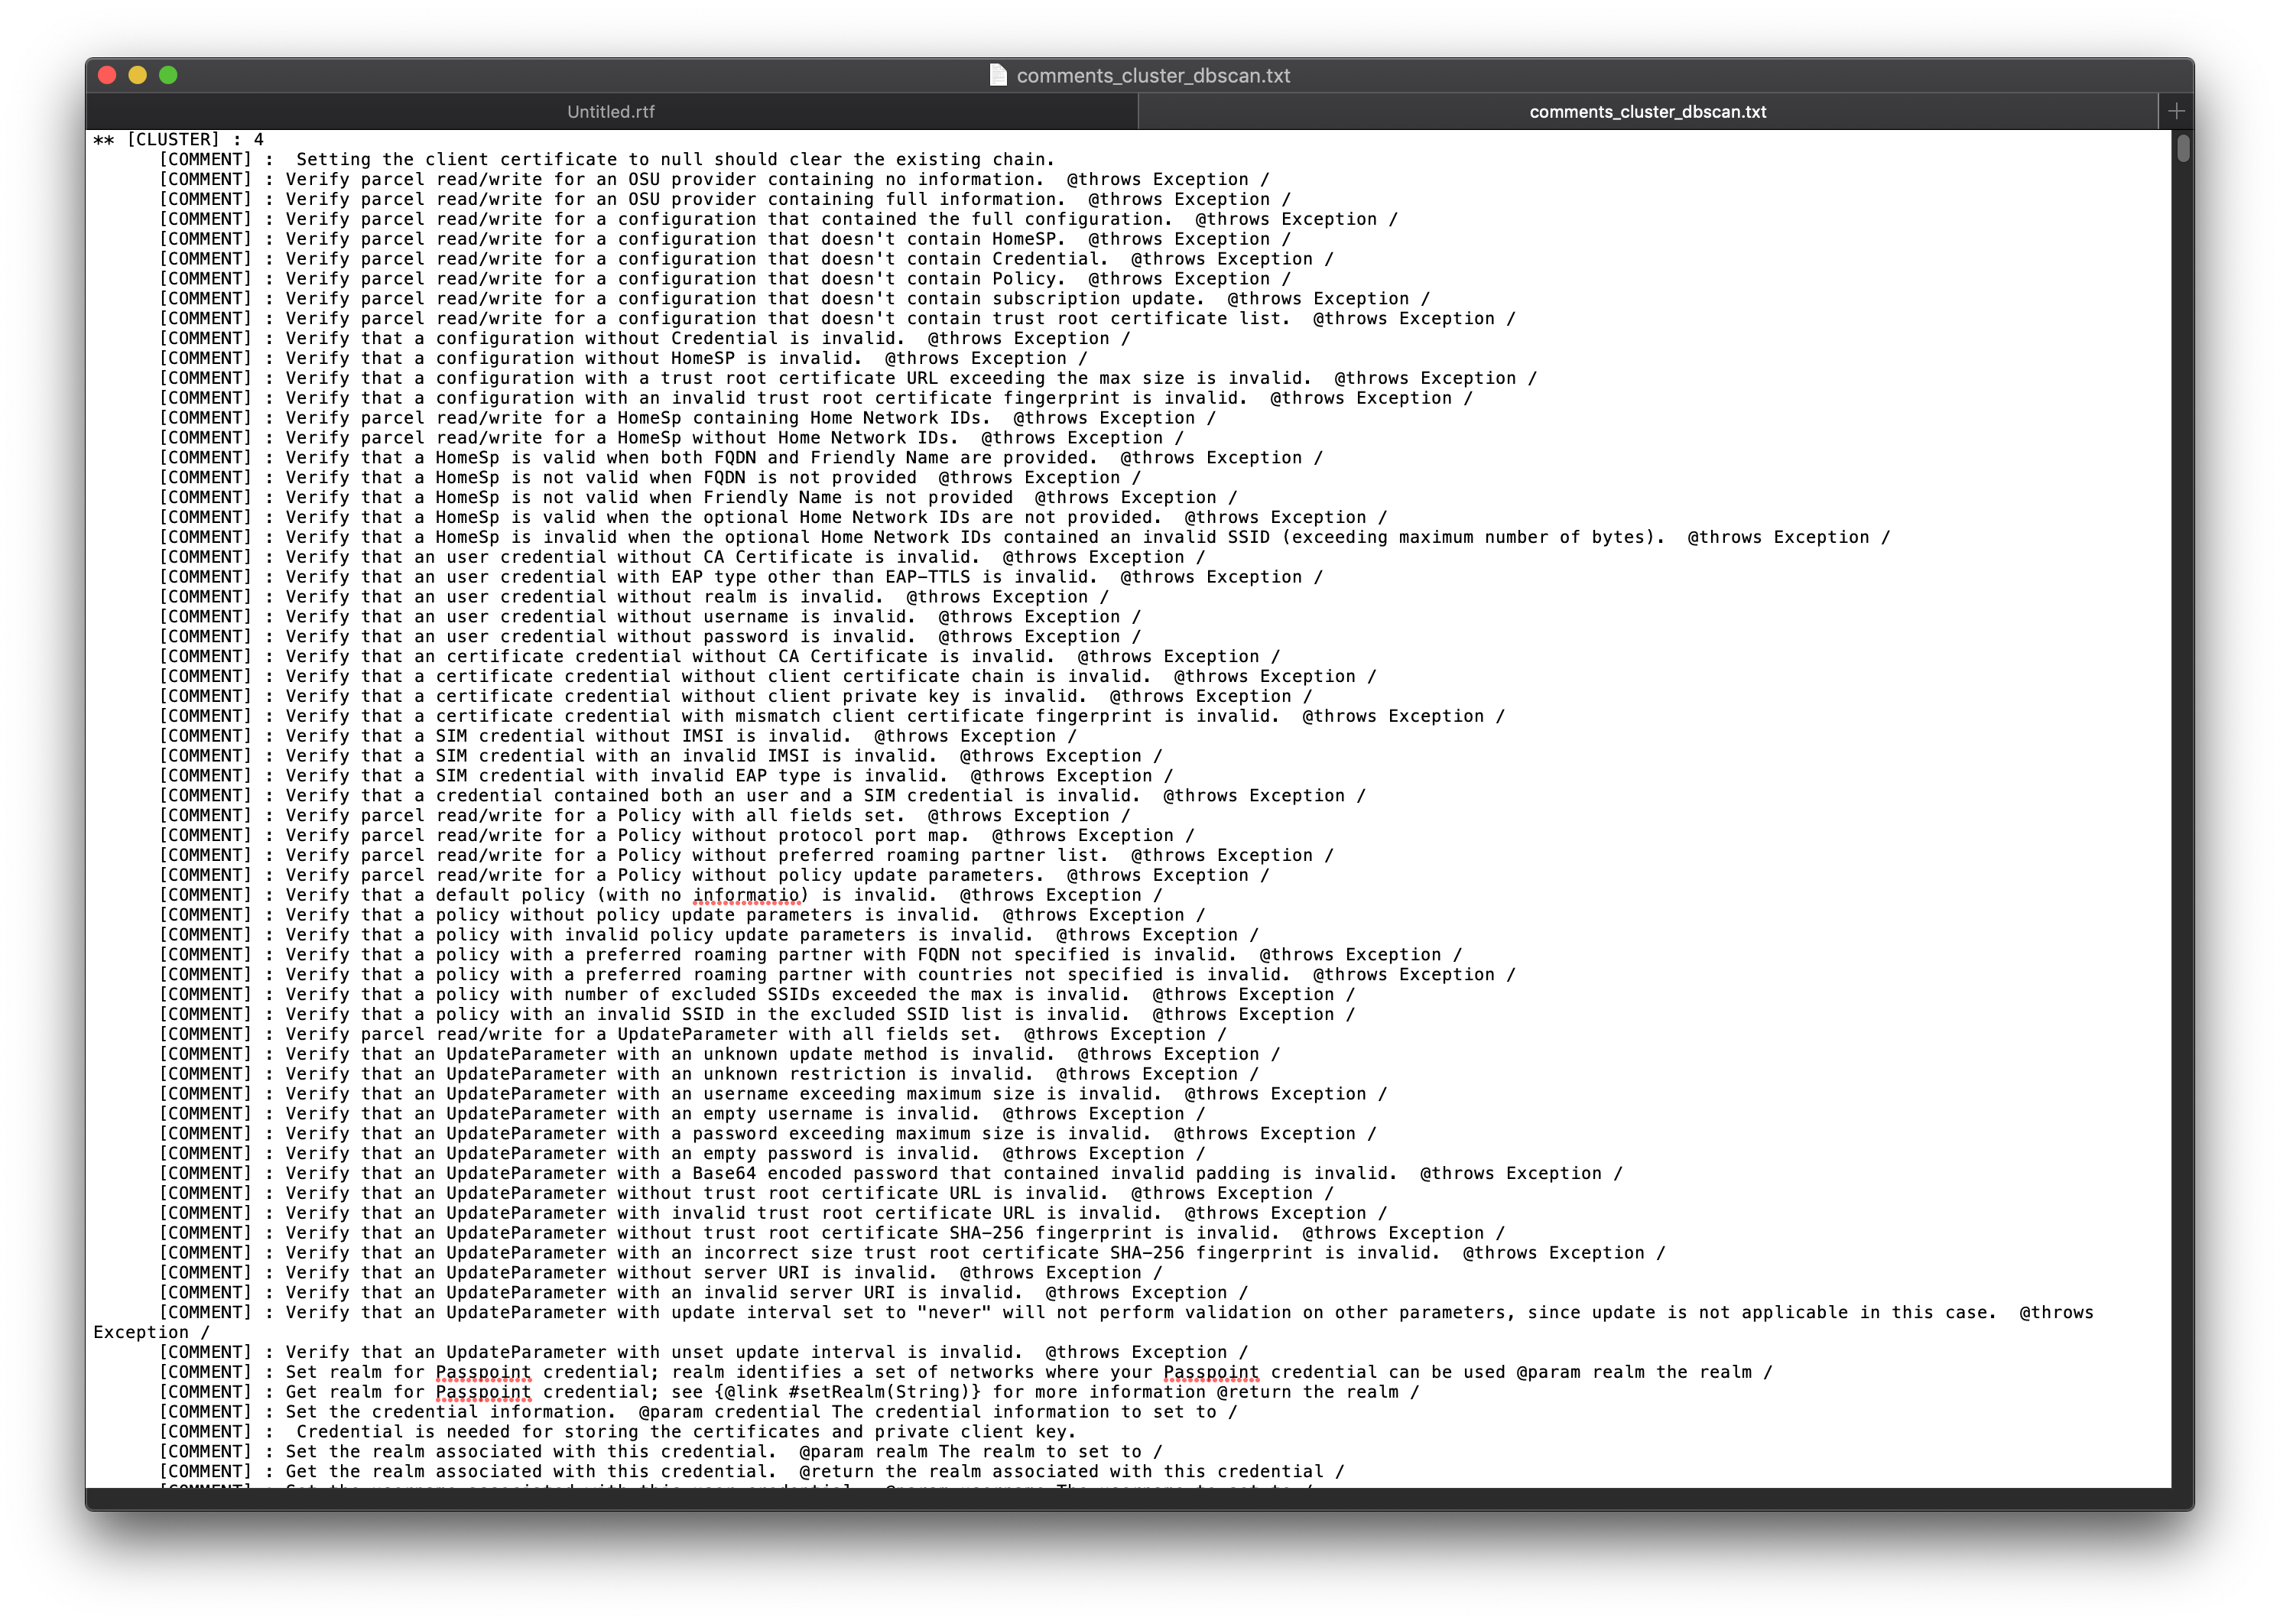 comments_cluster_dbscan.txt
Untitled.rtf
comments_cluster_dbscan.txt
** [CLUSTER] : 4
[COMMENT] :  Setting the client certificate to null should clear the existing chain.
[COMMENT] : Verify parcel read/write for an OSU provider containing no information.  @throws Exception /
[COMMENT] : Verify parcel read/write for an OSU provider containing full information.  @throws Exception /
[COMMENT] : Verify parcel read/write for a configuration that contained the full configuration.  @throws Exception /
[COMMENT] : Verify parcel read/write for a configuration that doesn't contain HomeSP.  @throws Exception /
[COMMENT] : Verify parcel read/write for a configuration that doesn't contain Credential.  @throws Exception /
[COMMENT] : Verify parcel read/write for a configuration that doesn't contain Policy.  @throws Exception /
[COMMENT] : Verify parcel read/write for a configuration that doesn't contain subscription update.  @throws Exception /
[COMMENT] : Verify parcel read/write for a configuration that doesn't contain trust root certificate list.  @throws Exception /
[COMMENT] : Verify that a configuration without Credential is invalid.  @throws Exception /
[COMMENT] : Verify that a configuration without HomeSP is invalid.  @throws Exception /
[COMMENT] : Verify that a configuration with a trust root certificate URL exceeding the max size is invalid.  @throws Exception /
[COMMENT] : Verify that a configuration with an invalid trust root certificate fingerprint is invalid.  @throws Exception /
[COMMENT] : Verify parcel read/write for a HomeSp containing Home Network IDs.  @throws Exception /
[COMMENT] : Verify parcel read/write for a HomeSp without Home Network IDs.  @throws Exception /
[COMMENT] : Verify that a HomeSp is valid when both FQDN and Friendly Name are provided.  @throws Exception /
[COMMENT] : Verify that a HomeSp is not valid when FQDN is not provided  @throws Exception /
[COMMENT] : Verify that a HomeSp is not valid when Friendly Name is not provided  @throws Exception /
[COMMENT] : Verify that a HomeSp is valid when the optional Home Network IDs are not provided.  @throws Exception /
[COMMENT] : Verify that a HomeSp is invalid when the optional Home Network IDs contained an invalid SSID (exceeding maximum number of bytes).  @throws Exception /
[COMMENT] : Verify that an user credential without CA Certificate is invalid.  @throws Exception /
[COMMENT] : Verify that an user credential with EAP type other than EAP-TTLS is invalid.  @throws Exception /
[COMMENT] : Verify that an user credential without realm is invalid.  @throws Exception /
[COMMENT] : Verify that an user credential without username is invalid.  @throws Exception /
[COMMENT] : Verify that an user credential without password is invalid.  @throws Exception /
[COMMENT] : Verify that an certificate credential without CA Certificate is invalid.  @throws Exception /
[COMMENT] : Verify that a certificate credential without client certificate chain is invalid.  @throws Exception /
[COMMENT] : Verify that a certificate credential without client private key is invalid.  @throws Exception /
[COMMENT] : Verify that a certificate credential with mismatch client certificate fingerprint is invalid.  @throws Exception /
[COMMENT] : Verify that a SIM credential without IMSI is invalid.  @throws Exception /
[COMMENT] : Verify that a SIM credential with an invalid IMSI is invalid.  @throws Exception /
[COMMENT] : Verify that a SIM credential with invalid EAP type is invalid.  @throws Exception /
[COMMENT] : Verify that a credential contained both an user and a SIM credential is invalid.  @throws Exception /
[COMMENT] : Verify parcel read/write for a Policy with all fields set.  @throws Exception /
[COMMENT] : Verify parcel read/write for a Policy without protocol port map.  @throws Exception /
[COMMENT] : Verify parcel read/write for a Policy without preferred roaming partner list.  @throws Exception /
[COMMENT] : Verify parcel read/write for a Policy without policy update parameters.  @throws Exception /
[COMMENT] : Verify that a default policy (with no informatio) is invalid.  @throws Exception /
[COMMENT] : Verify that a policy without policy update parameters is invalid.  @throws Exception /
[COMMENT] : Verify that a policy with invalid policy update parameters is invalid.  @throws Exception /
[COMMENT] : Verify that a policy with a preferred roaming partner with FQDN not specified is invalid.  @throws Exception /
[COMMENT] : Verify that a policy with a preferred roaming partner with countries not specified is invalid.  @throws Exception /
[COMMENT] : Verify that a policy with number of excluded SSIDs exceeded the max is invalid.  @throws Exception /
[COMMENT] : Verify that a policy with an invalid SSID in the excluded SSID list is invalid.  @throws Exception /
[COMMENT] : Verify parcel read/write for a UpdateParameter with all fields set.  @throws Exception /
[COMMENT] : Verify that an UpdateParameter with an unknown update method is invalid.  @throws Exception /
[COMMENT] : Verify that an UpdateParameter with an unknown restriction is invalid.  @throws Exception /
[COMMENT] : Verify that an UpdateParameter with an username exceeding maximum size is invalid.  @throws Exception /
[COMMENT] : Verify that an UpdateParameter with an empty username is invalid.  @throws Exception /
[COMMENT] : Verify that an UpdateParameter with a password exceeding maximum size is invalid.  @throws Exception /
[COMMENT] : Verify that an UpdateParameter with an empty password is invalid.  @throws Exception /
[COMMENT] : Verify that an UpdateParameter with a Base64 encoded password that contained invalid padding is invalid.  @throws Exception /
[COMMENT] : Verify that an UpdateParameter without trust root certificate URL is invalid.  @throws Exception /
[COMMENT] : Verify that an UpdateParameter with invalid trust root certificate URL is invalid.  @throws Exception /
[COMMENT] : Verify that an UpdateParameter without trust root certificate SHA-256 fingerprint is invalid.  @throws Exception /
[COMMENT] : Verify that an UpdateParameter with an incorrect size trust root certificate SHA-256 fingerprint is invalid.  @throws Exception /
[COMMENT] : Verify that an UpdateParameter without server URI is invalid.  @throws Exception /
[COMMENT] : Verify that an UpdateParameter with an invalid server URI is invalid.  @throws Exception /
[COMMENT] : Verify that an UpdateParameter with update interval set to "never" will not perform validation on other parameters, since update is not applicable in this case.  @throws
Exception /
[COMMENT] : Verify that an UpdateParameter with unset update interval is invalid.  @throws Exception /
[COMMENT] : Set realm for Passpoint credential; realm identifies a set of networks where your Passpoint credential can be used @param realm the realm /
[COMMENT] : Get realm for Passpoint credential; see {@link #setRealm(String)} for more information @return the realm /
[COMMENT] : Set the credential information.  @param credential The credential information to set to /
[COMMENT] :  Credential is needed for storing the certificates and private client key.
[COMMENT] : Set the realm associated with this credential.  @param realm The realm to set to /
[COMMENT] : Get the realm associated with this credential.  @return the realm associated with this credential /